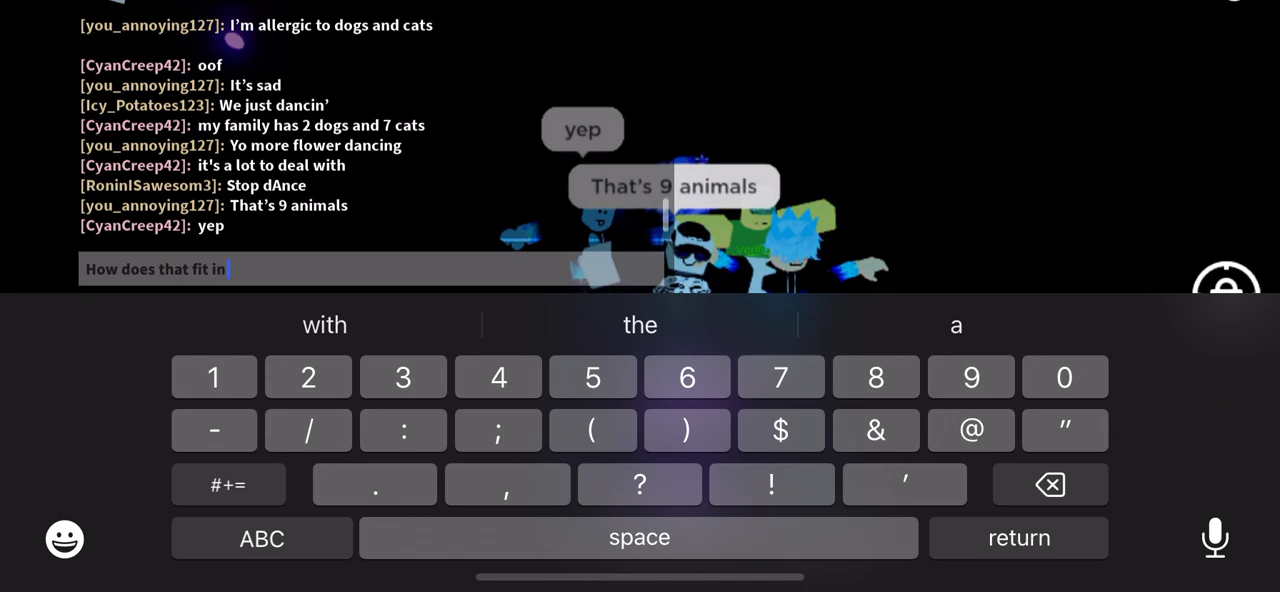 [you_annoying127]: I’m allergic to dogs and cats
[CyanCreep42]: oof
[you_annoying127]: It’s sad
[Icy_Potatoes123]: We just dancin’
[CyanCreep42]: my family has 2 dogs and 7 cats
[you_annoying127]: Yo more flower dancing
[CyanCreep42]: it's a lot to deal with
[RoninISawesom3]: Stop dAnce
[you_annoying127]: That’s 9 animals
[CyanCreep42]: yep
yep
That’s 9 animals
How does that fit in
with the a
1 2 3 4 5 6 7 8 9 0
- / : ; ( ) $ & @ ”
#+= . , ? ! ’
ABC space return